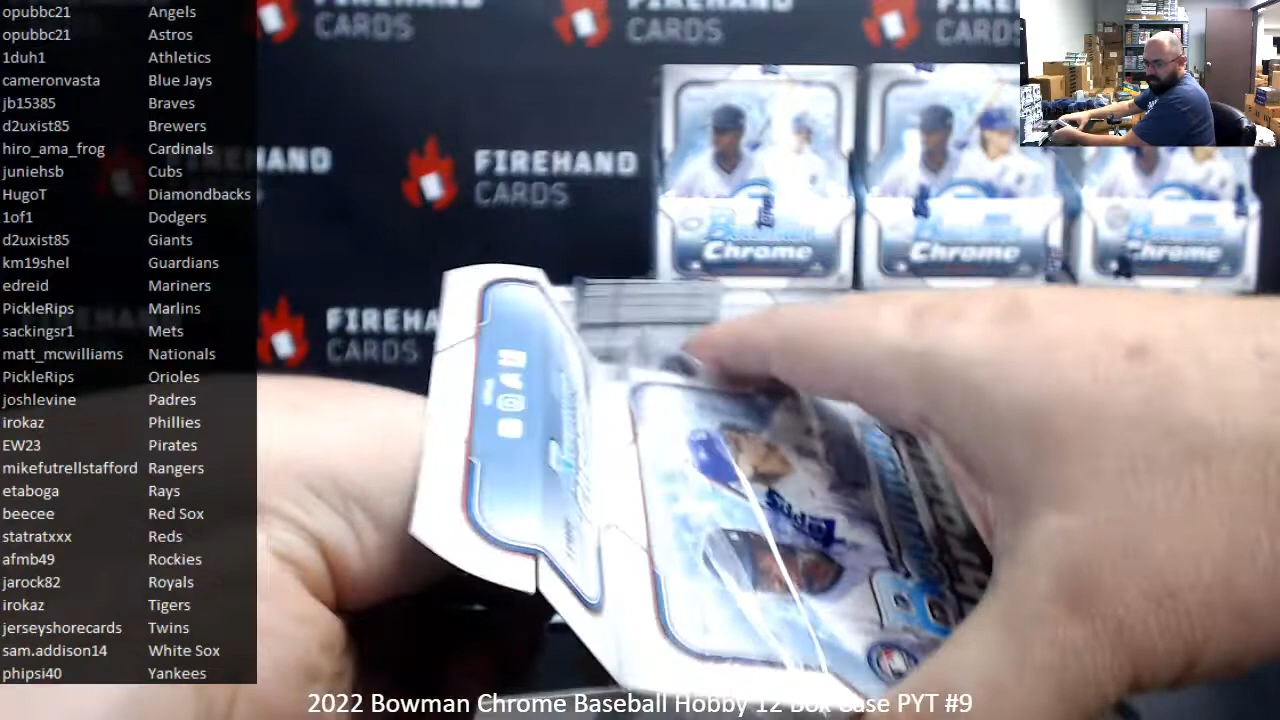 opubbc21 Angels
opubbc21 Astros
1duh1 Athletics
cameronvasta Blue Jays
jb15385 Braves
d2uxist85 Brewers
hiro_ama_frog Cardinals
juniehsb Cubs
HugoT Diamondbacks
1of1 Dodgers
d2uxist85 Giants
km19shel Guardians
edreid Mariners
PickleRips Marlins
sackingsr1 Mets
matt_mcwilliams Nationals
PickleRips Orioles
joshlevine Padres
irokaz Phillies
EW23 Pirates
mikefutrellstafford Rangers
etaboga Rays
beecee Red Sox
statratxxx Reds
afmb49 Rockies
jarock82 Royals
irokaz Tigers
jerseyshorecards Twins
sam.addison14 White Sox
phipsi40 Yankees
CARDS
CARDS
CARDS
FIREHAND
CARDS
FIREHAND
CARDS
Bowman
Chrome
Bowman
Chrome
Bowman
Chrome
topps
2022 Bowman Chrome Baseball Hobby 12 Box Case PYT #9